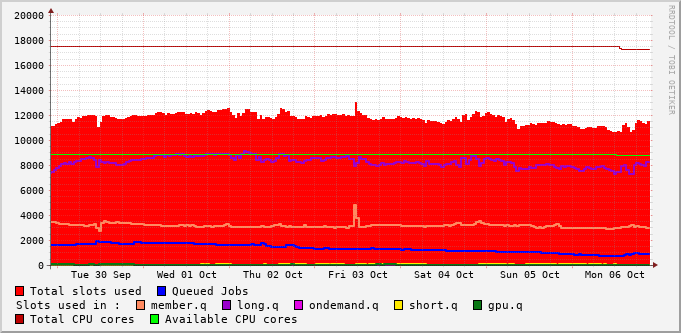 20000
18000
16000
14000
12000
10000
8000
6000
4000
2000
0
Tue 30 Sep Wed 01 Oct Thu 02 Oct Fri 03 Oct Sat 04 Oct Sun 05 Oct Mon 06 Oct
Total slots used Queued Jobs
Slots used in : member.q long.q ondemand.q short.q gpu.q
Total CPU cores Available CPU cores
RRDTOOL / TOBI OETIKER